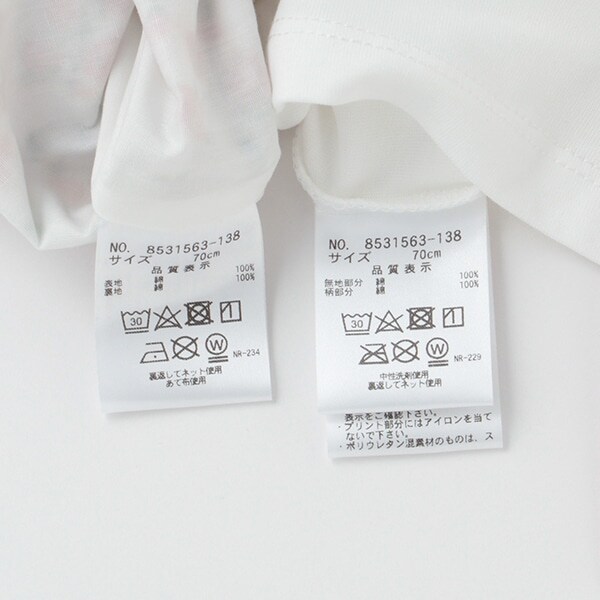 NO. 8531563-138
サイズ 70cm
品質表示
表地 綿 100%
裏地 綿 100%
30
W
NR-234
裏返してネット使用
あて布使用
NO. 8531563-138
サイズ 70cm
品質表示
無地部分 綿 100%
柄部分 綿 100%
30
W
NR-229
中性洗剤使用
裏返してネット使用
表示をご確認下さい。
・プリント部分にはアイロンを当て
ないで下さい。
・ポリウレタン混素材のものは、ス